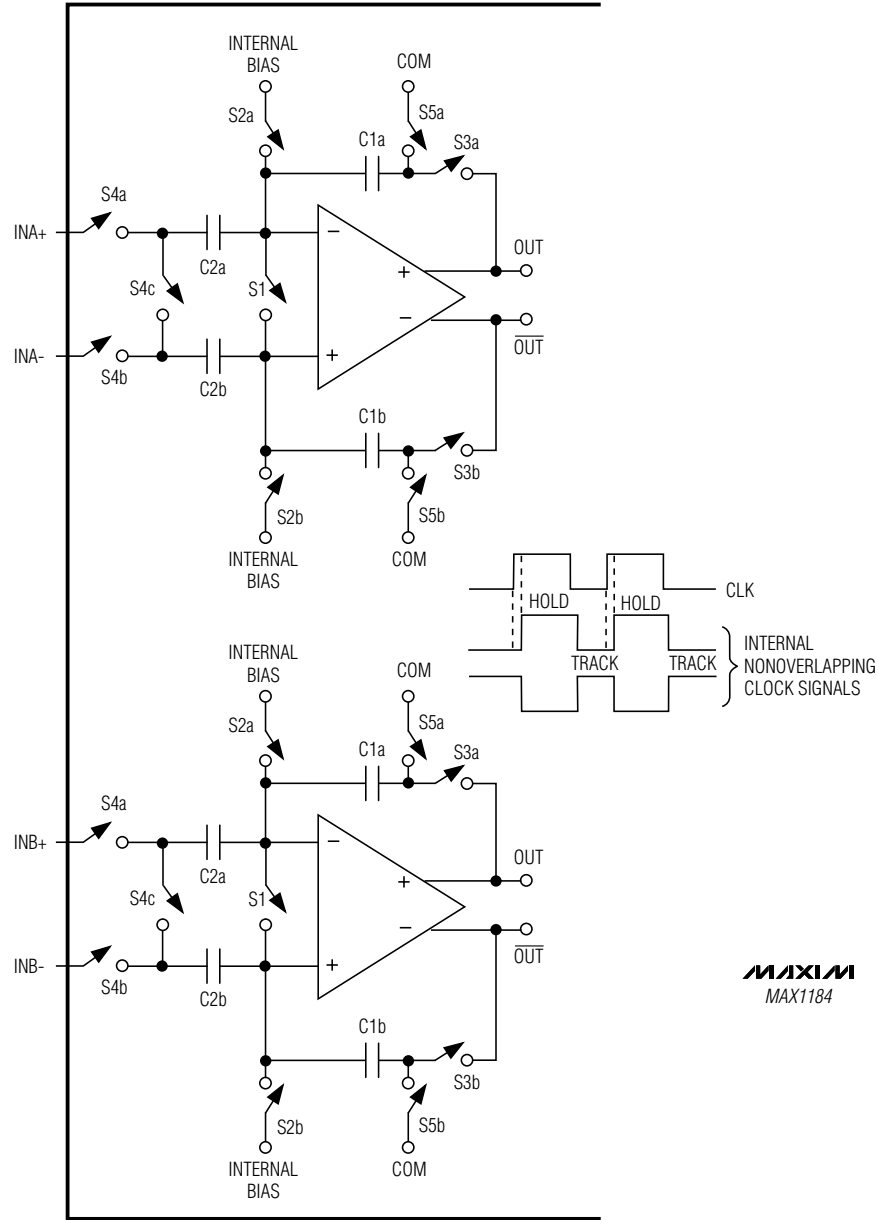 INTERNAL
BIAS
COM
S2a
S5a
C1a
S3a
S4a
INA+
−
OUT
C2a
+
S4c
S1
−
OUT
INA-
+
S4b
C2b
C1b
S3b
S2b
S5b
INTERNAL
BIAS
COM
CLK
HOLD
HOLD
TRACK
TRACK
INTERNAL
NONOVERLAPPING
CLOCK SIGNALS
INTERNAL
BIAS
COM
S2a
S5a
C1a
S3a
S4a
INB+
−
OUT
C2a
+
S4c
S1
−
OUT
INB-
+
S4b
C2b
C1b
S3b
S2b
S5b
INTERNAL
BIAS
COM
MAXIM
MAX1184